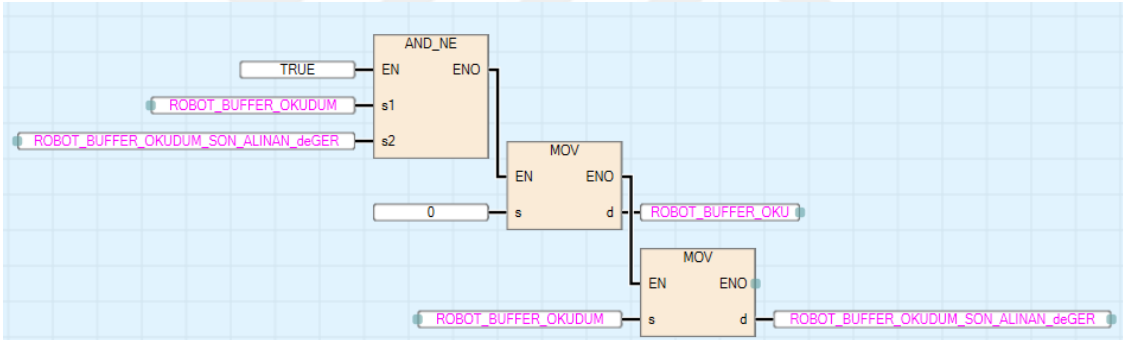 AND_NE
TRUE EN ENO
ROBOT_BUFFER_OKUDUM s1
ROBOT_BUFFER_OKUDUM_SON_ALINAN_deGER s2
MOV
EN ENO
0 s d ROBOT_BUFFER_OKU
MOV
EN ENO
ROBOT_BUFFER_OKUDUM s d ROBOT_BUFFER_OKUDUM_SON_ALINAN_deGER